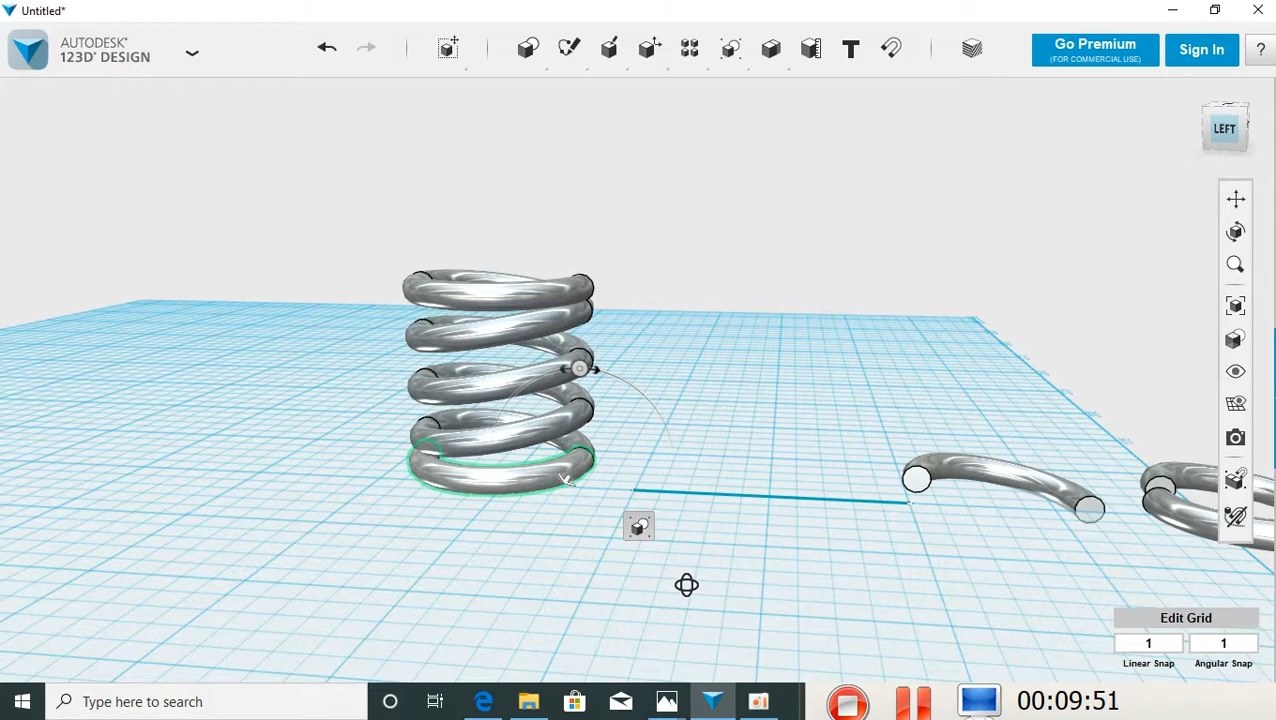 Untitled*
AUTODESK®
123D® DESIGN
Go Premium
(FOR COMMERCIAL USE)
Sign In
?
LEFT
Edit Grid
1
1
Linear Snap
Angular Snap
Type here to search
00:09:51